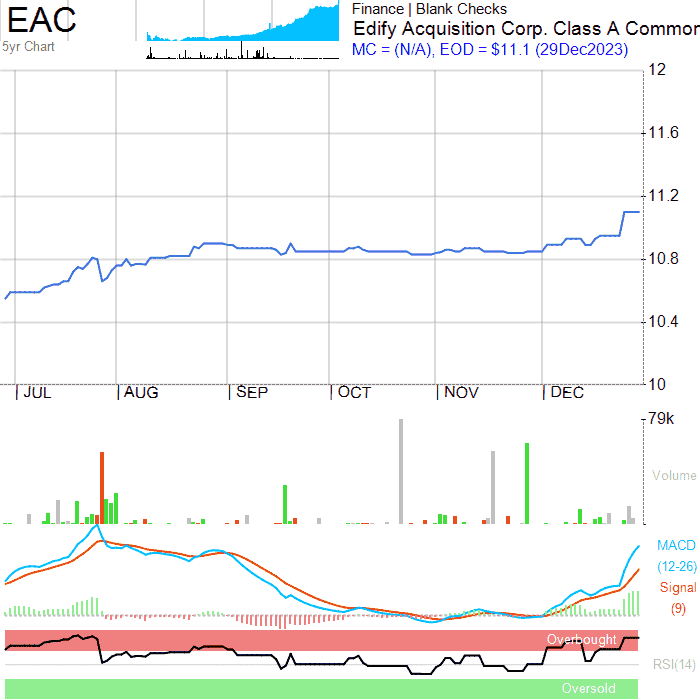 EAC
5yr Chart
Finance | Blank Checks
Edify Acquisition Corp. Class A Common
MC = (N/A), EOD = $11.1 (29Dec2023)
12
11.6
11.2
10.8
10.4
10
JUL AUG SEP OCT NOV DEC
79k
Volume
MACD
(12-26)
Signal
(9)
Overbought
RSI(14)
Oversold